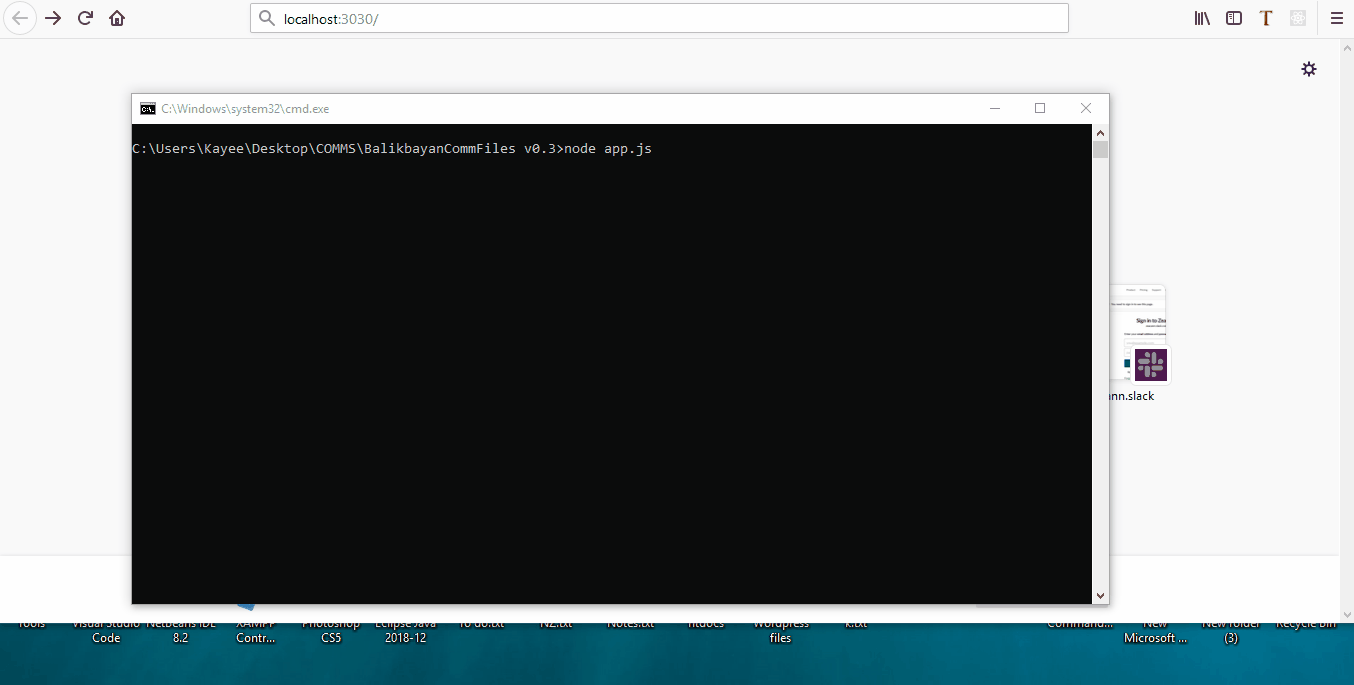 localhost:3030/
C:\Windows\system32\cmd.exe
C:\Users\Kayee\Desktop\COMMS\BalikbayanCommFiles v0.3>node app.js
Sign in to
ann.slack
Tools
Visual Studio
Code
NetBeans IDE
8.2
XAMPP
Contr...
Photoshop
CS5
Eclipse Java
2018-12
To do.txt
NZ.txt
Notes.txt
htdocs
Wordpress
files
k.txt
Command...
New
Microsoft ...
New folder
(3)
Recycle Bin